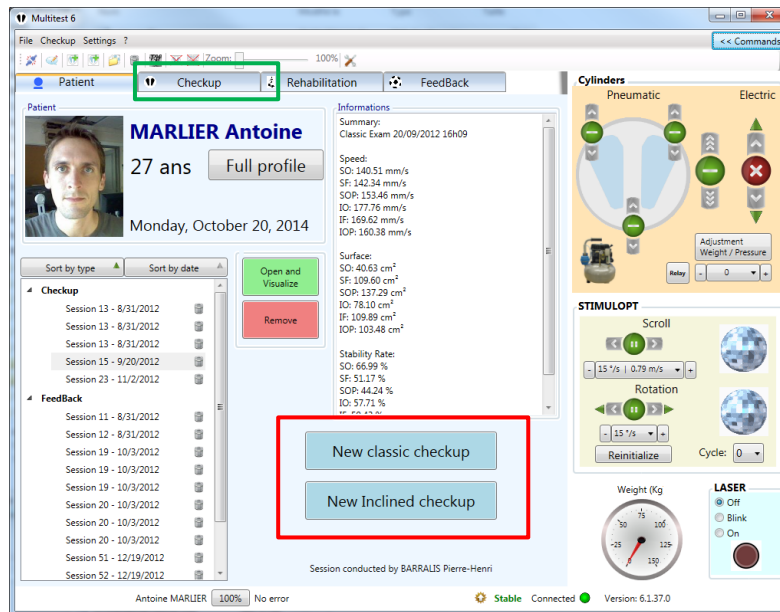 Multitest 6
File Checkup Settings ?
<< Commands
Zoom: 100%
Patient Checkup Rehabilitation FeedBack
Patient
MARLIER Antoine
27 ans Full profile
Monday, October 20, 2014
Informations
Summary:
Classic Exam 20/09/2012 16h09
Speed:
SO: 140.51 mm/s
SF: 142.34 mm/s
SOP: 153.46 mm/s
IO: 177.76 mm/s
IF: 169.62 mm/s
IOP: 160.38 mm/s
Surface:
SO: 40.63 cm²
SF: 109.60 cm²
SOP: 137.29 cm²
IO: 78.10 cm²
IF: 109.89 cm²
IOP: 103.48 cm²
Stability Rate:
SO: 66.99 %
SF: 51.17 %
SOP: 44.24 %
IO: 57.71 %
Sort by type Sort by date
Checkup
Session 13 - 8/31/2012
Session 13 - 8/31/2012
Session 13 - 8/31/2012
Session 15 - 9/20/2012
Session 23 - 11/2/2012
FeedBack
Session 11 - 8/31/2012
Session 12 - 8/31/2012
Session 19 - 10/3/2012
Session 19 - 10/3/2012
Session 19 - 10/3/2012
Session 20 - 10/3/2012
Session 20 - 10/3/2012
Session 20 - 10/3/2012
Session 51 - 12/19/2012
Session 52 - 12/19/2012
Open and
Visualize
Remove
New classic checkup
New Inclined checkup
Session conducted by BARRALIS Pierre-Henri
Cylinders
Pneumatic Electric
Adjustment
Weight / Pressure
Relay - 0 +
STIMULOPT
Scroll
- 15 °/s | 0.79 m/s +
Rotation
- 15 °/s +
Reinitialize Cycle: 0
Weight (Kg
75
50 100
25 125
0 150
LASER
Off
Blink
On
Antoine MARLIER 100% No error Stable Connected Version: 6.1.37.0